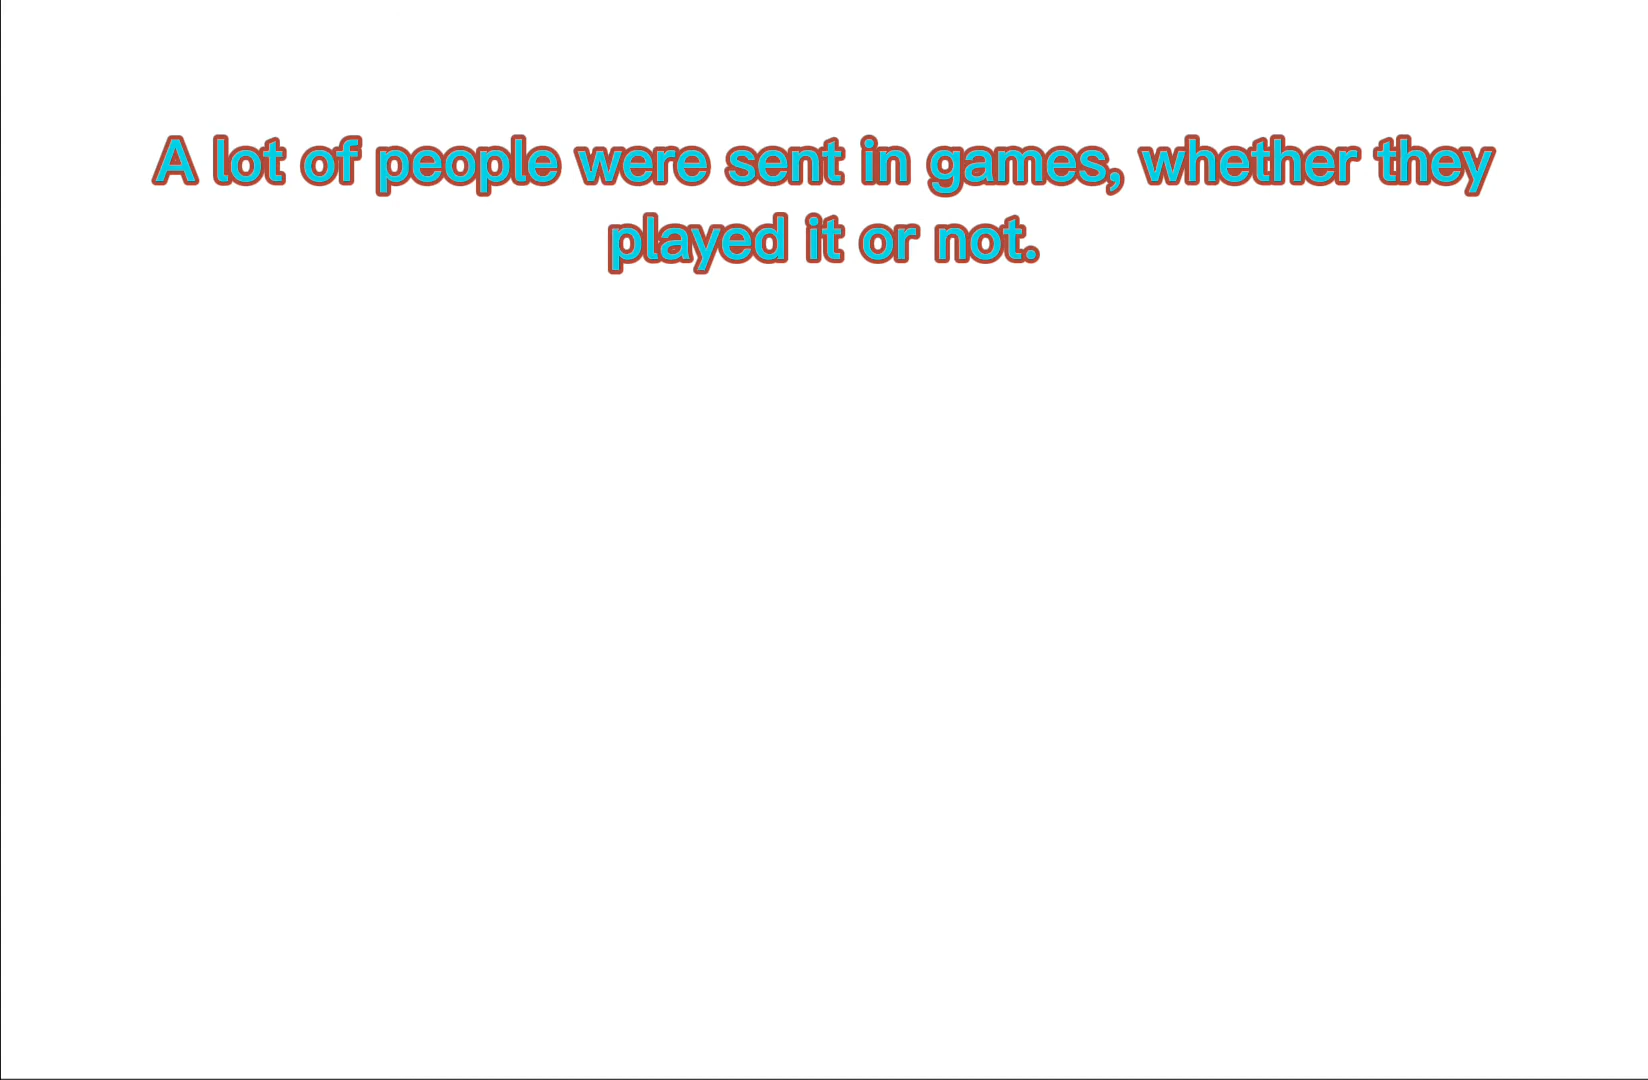 A lot of people were sent in games, whether they
played it or not.